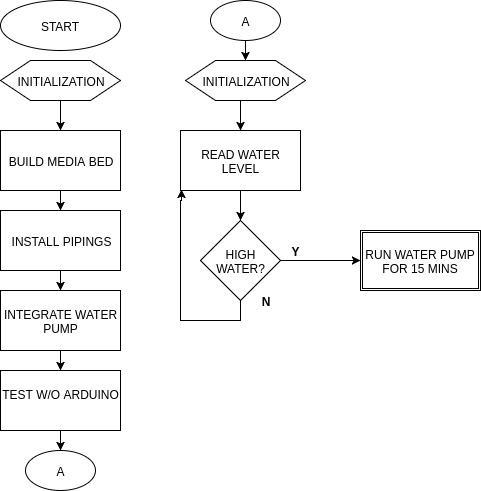 START
INITIALIZATION
BUILD MEDIA BED
INSTALL PIPINGS
INTEGRATE WATER
PUMP
TEST W/O ARDUINO
A
A
INITIALIZATION
READ WATER
LEVEL
HIGH
WATER?
Y
N
RUN WATER PUMP
FOR 15 MINS